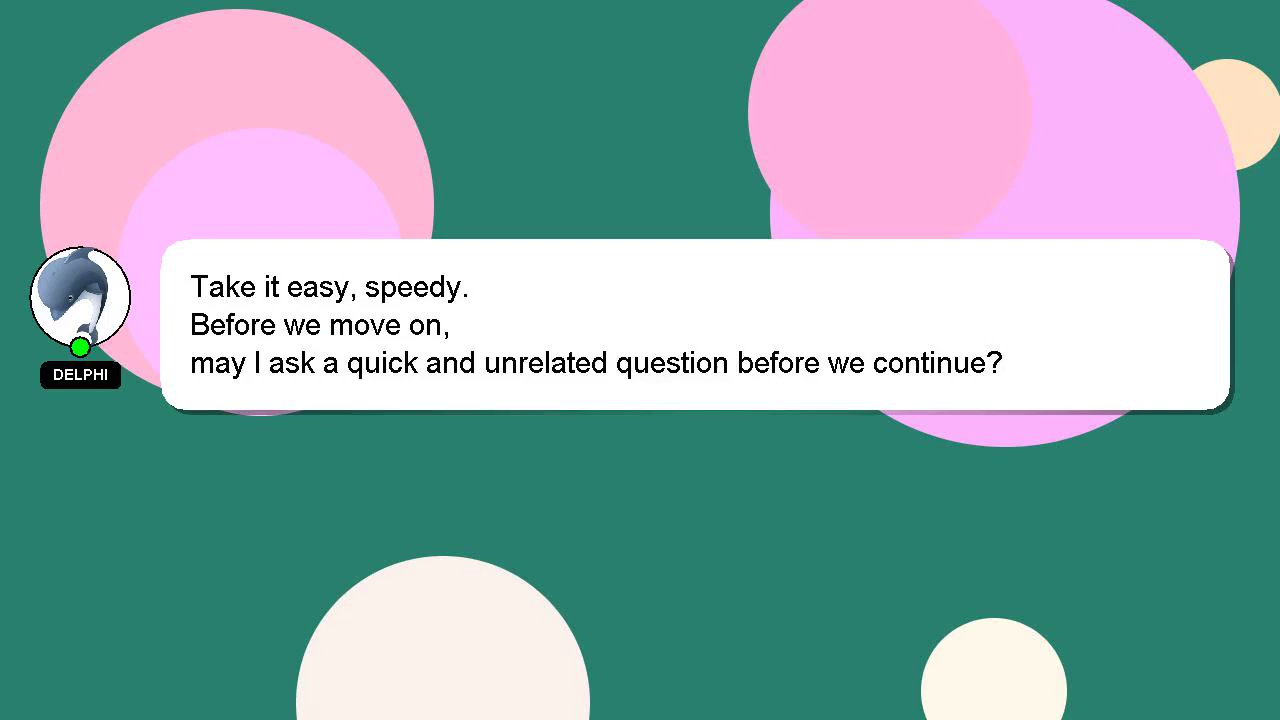 Take it easy, speedy.
Before we move on,
may I ask a quick and unrelated question before we continue?
DELPHI